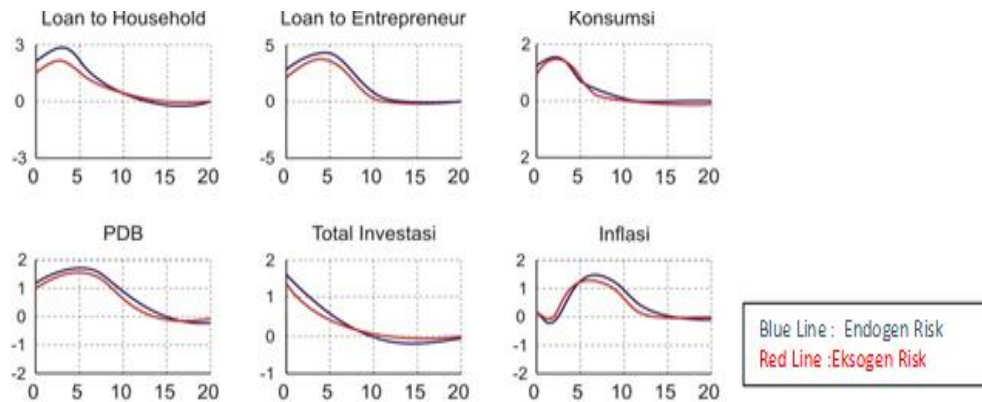 Loan to Household
Loan to Entrepreneur
Konsumsi
3
0
-3
0 5 10 15 20
5
0
-5
0 5 10 15 20
2
0
2
0 5 10 15 20
PDB
Total Investasi
Inflasi
2
1
0
-1
-2
0 5 10 15 20
2
1
0
-1
0 5 10 15 20
2
1
0
-1
-2
0 5 10 15 20
Blue Line : Endogen Risk
Red Line :Eksogen Risk